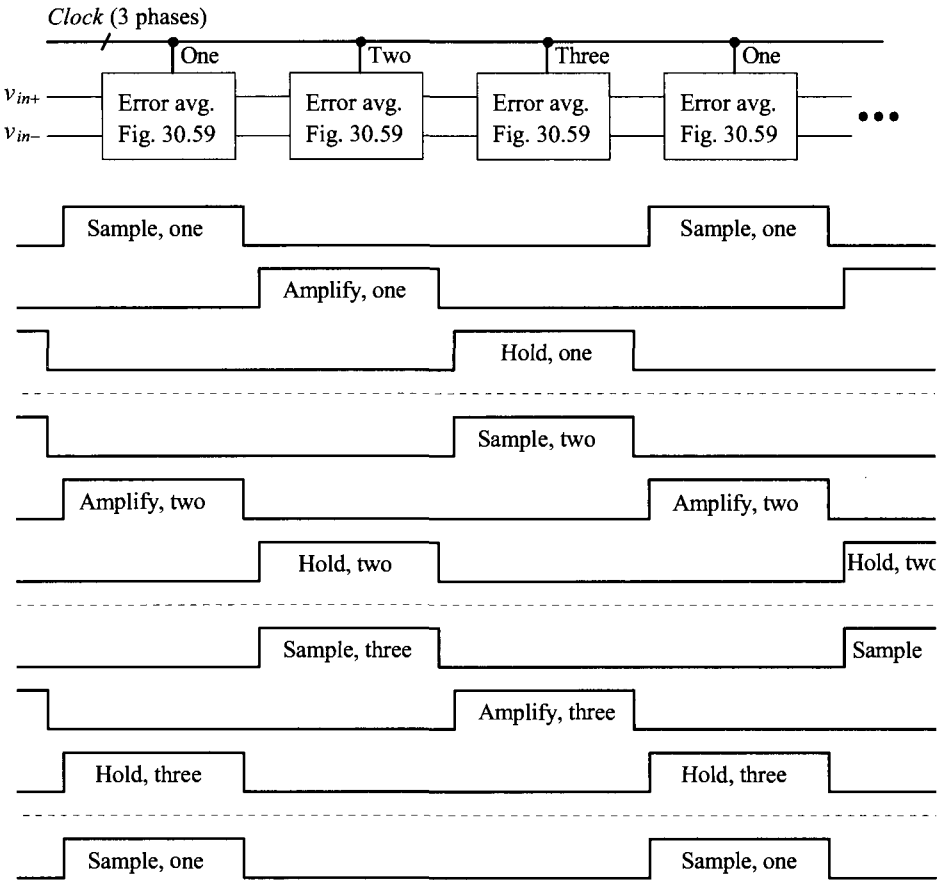 Clock (3 phases)
One Two Three One
v_in+
v_in−
Error avg.
Fig. 30.59
Error avg.
Fig. 30.59
Error avg.
Fig. 30.59
Error avg.
Fig. 30.59
Sample, one Sample, one
Amplify, one
Hold, one
Sample, two
Amplify, two Amplify, two
Hold, two Hold, two
Sample, three Sample
Amplify, three
Hold, three Hold, three
Sample, one Sample, one